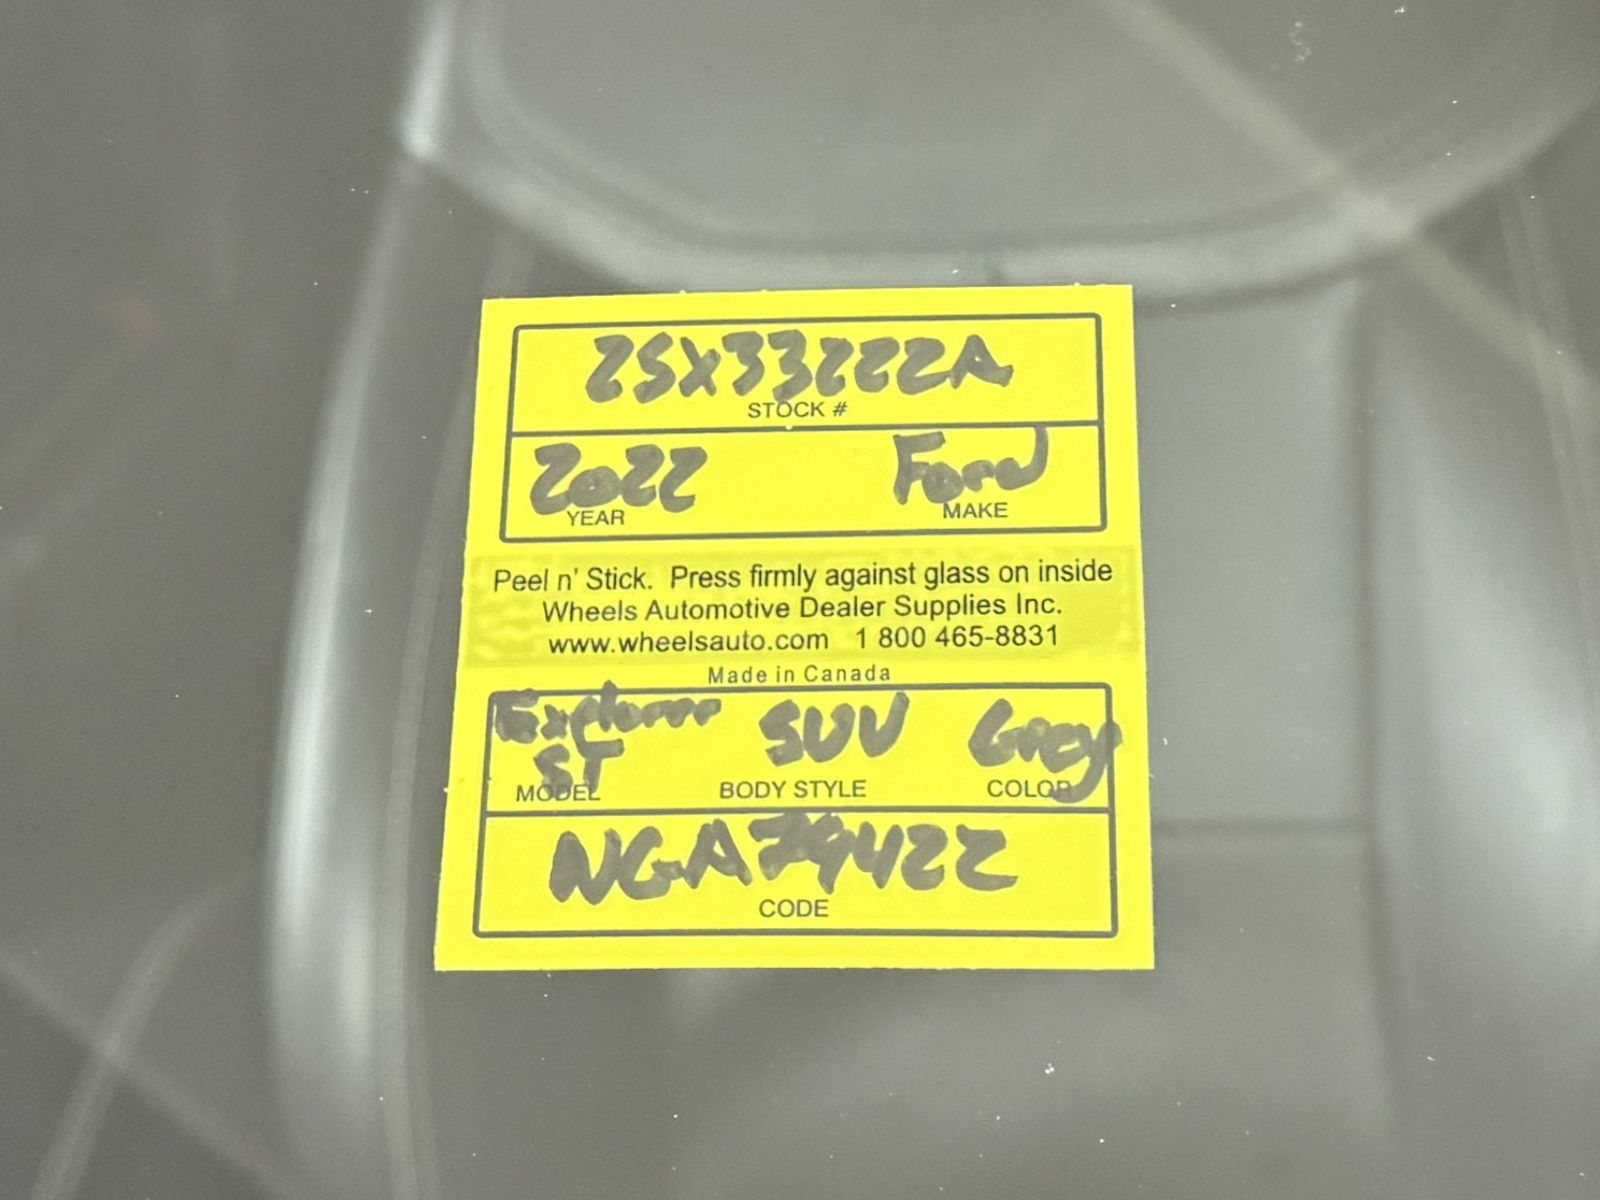 25X33222A
STOCK #
2022 Ford
YEAR MAKE
Peel n' Stick. Press firmly against glass on inside
Wheels Automotive Dealer Supplies Inc.
www.wheelsauto.com 1 800 465-8831
Made in Canada
Explorer SUV Grey
ST
MODEL BODY STYLE COLOR
NGA79422
CODE